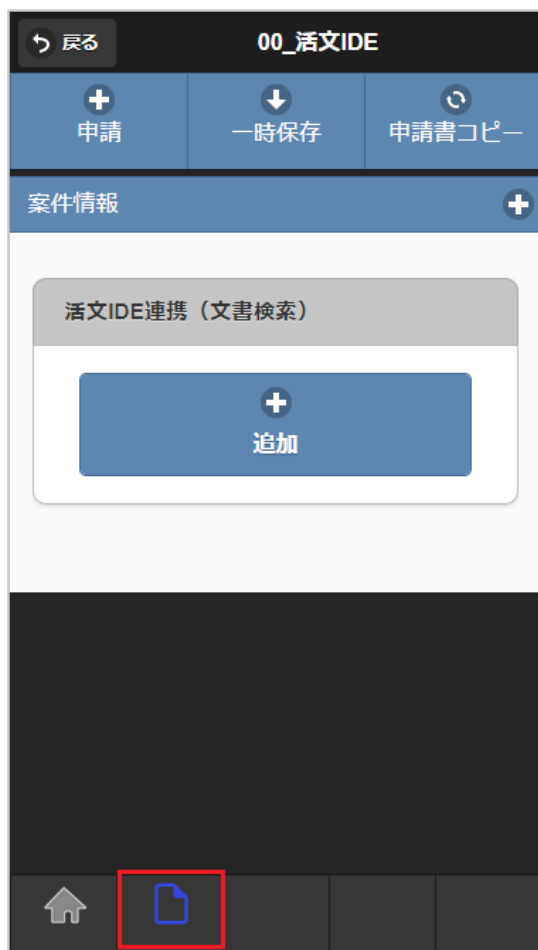 戻る
00_活文IDE
申請
一時保存
申請書コピー
案件情報
活文IDE連携（文書検索）
追加